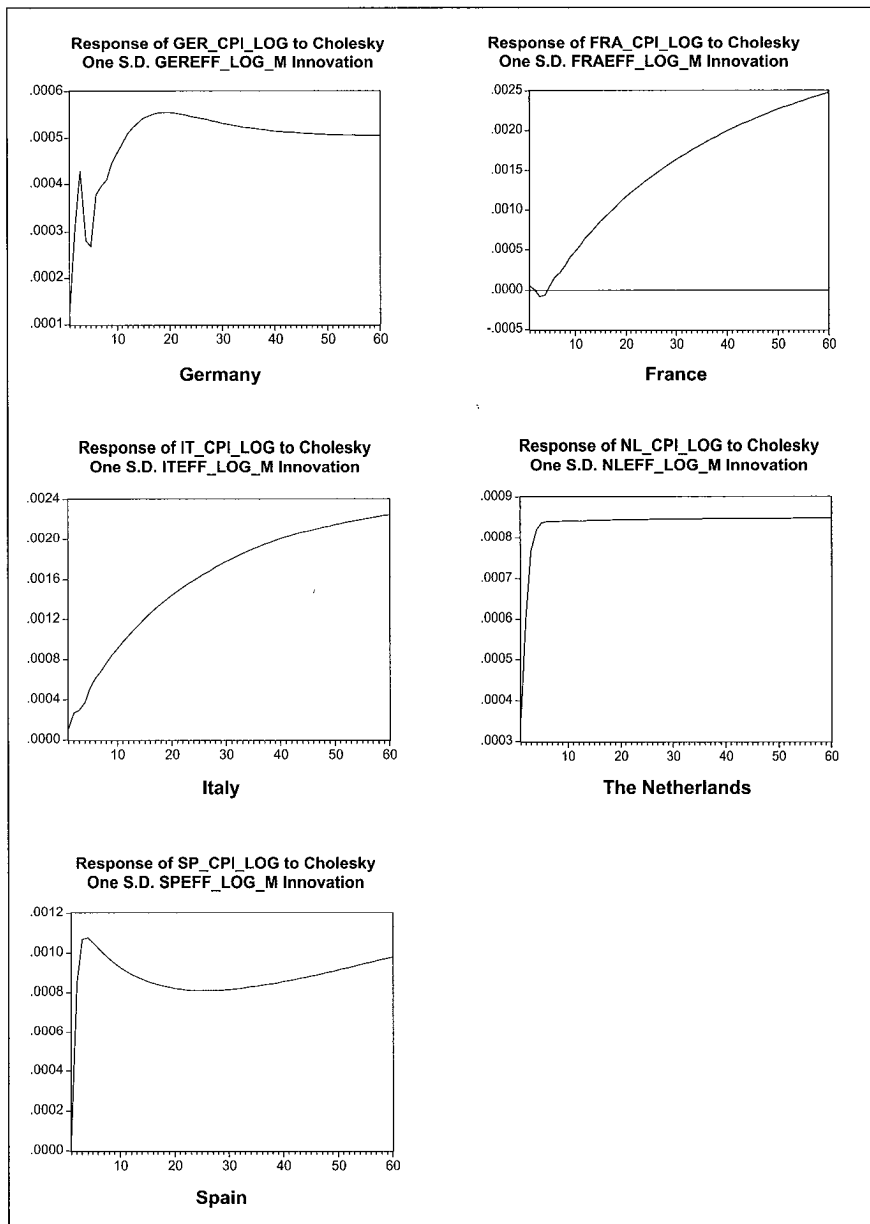 Response of GER_CPI_LOG to Cholesky
One S.D. GEREFF_LOG_M Innovation
.0006
.0005
.0004
.0003
.0002
.0001
10 20 30 40 50 60
Germany
Response of FRA_CPI_LOG to Cholesky
One S.D. FRAEFF_LOG_M Innovation
.0025
.0020
.0015
.0010
.0005
.0000
-.0005
10 20 30 40 50 60
France
Response of IT_CPI_LOG to Cholesky
One S.D. ITEFF_LOG_M Innovation
.0024
.0020
.0016
.0012
.0008
.0004
.0000
10 20 30 40 50 60
Italy
Response of NL_CPI_LOG to Cholesky
One S.D. NLEFF_LOG_M Innovation
.0009
.0008
.0007
.0006
.0005
.0004
.0003
10 20 30 40 50 60
The Netherlands
Response of SP_CPI_LOG to Cholesky
One S.D. SPEFF_LOG_M Innovation
.0012
.0010
.0008
.0006
.0004
.0002
.0000
10 20 30 40 50 60
Spain